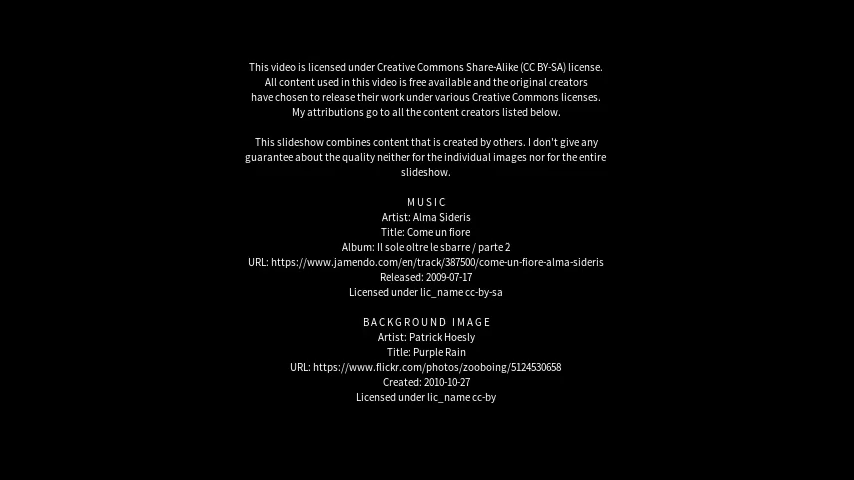 This video is licensed under Creative Commons Share-Alike (CC BY-SA) license.
All content used in this video is free available and the original creators
have chosen to release their work under various Creative Commons licenses.
My attributions go to all the content creators listed below.
This slideshow combines content that is created by others. I don't give any
guarantee about the quality neither for the individual images nor for the entire
slideshow.
MUSIC
Artist: Alma Sideris
Title: Come un fiore
Album: Il sole oltre le sbarre / parte 2
URL: https://www.jamendo.com/en/track/387500/come-un-fiore-alma-sideris
Released: 2009-07-17
Licensed under lic_name cc-by-sa
BACKGROUND IMAGE
Artist: Patrick Hoesly
Title: Purple Rain
URL: https://www.flickr.com/photos/zooboing/5124530658
Created: 2010-10-27
Licensed under lic_name cc-by